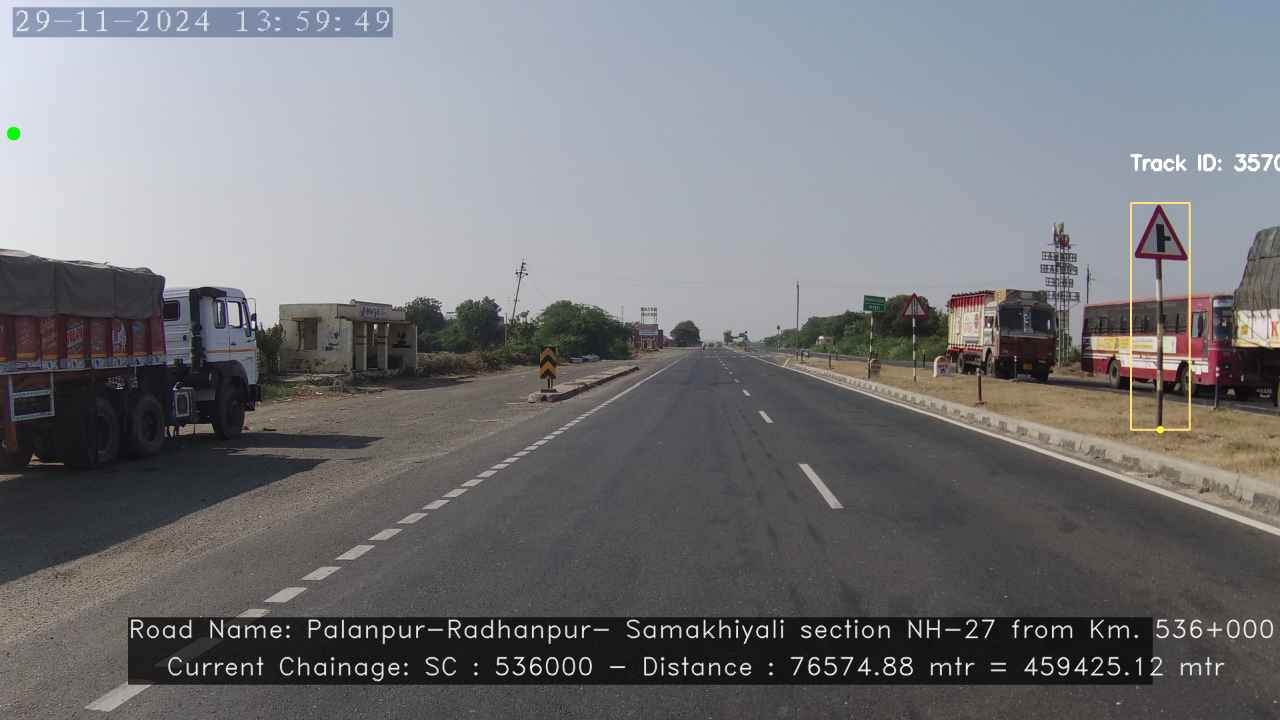 29-11-2024 13:59:49
Track ID: 3570
Road Name: Palanpur-Radhanpur- Samakhiyali section NH-27 from Km. 536+000
Current Chainage: SC : 536000 - Distance : 76574.88 mtr = 459425.12 mtr